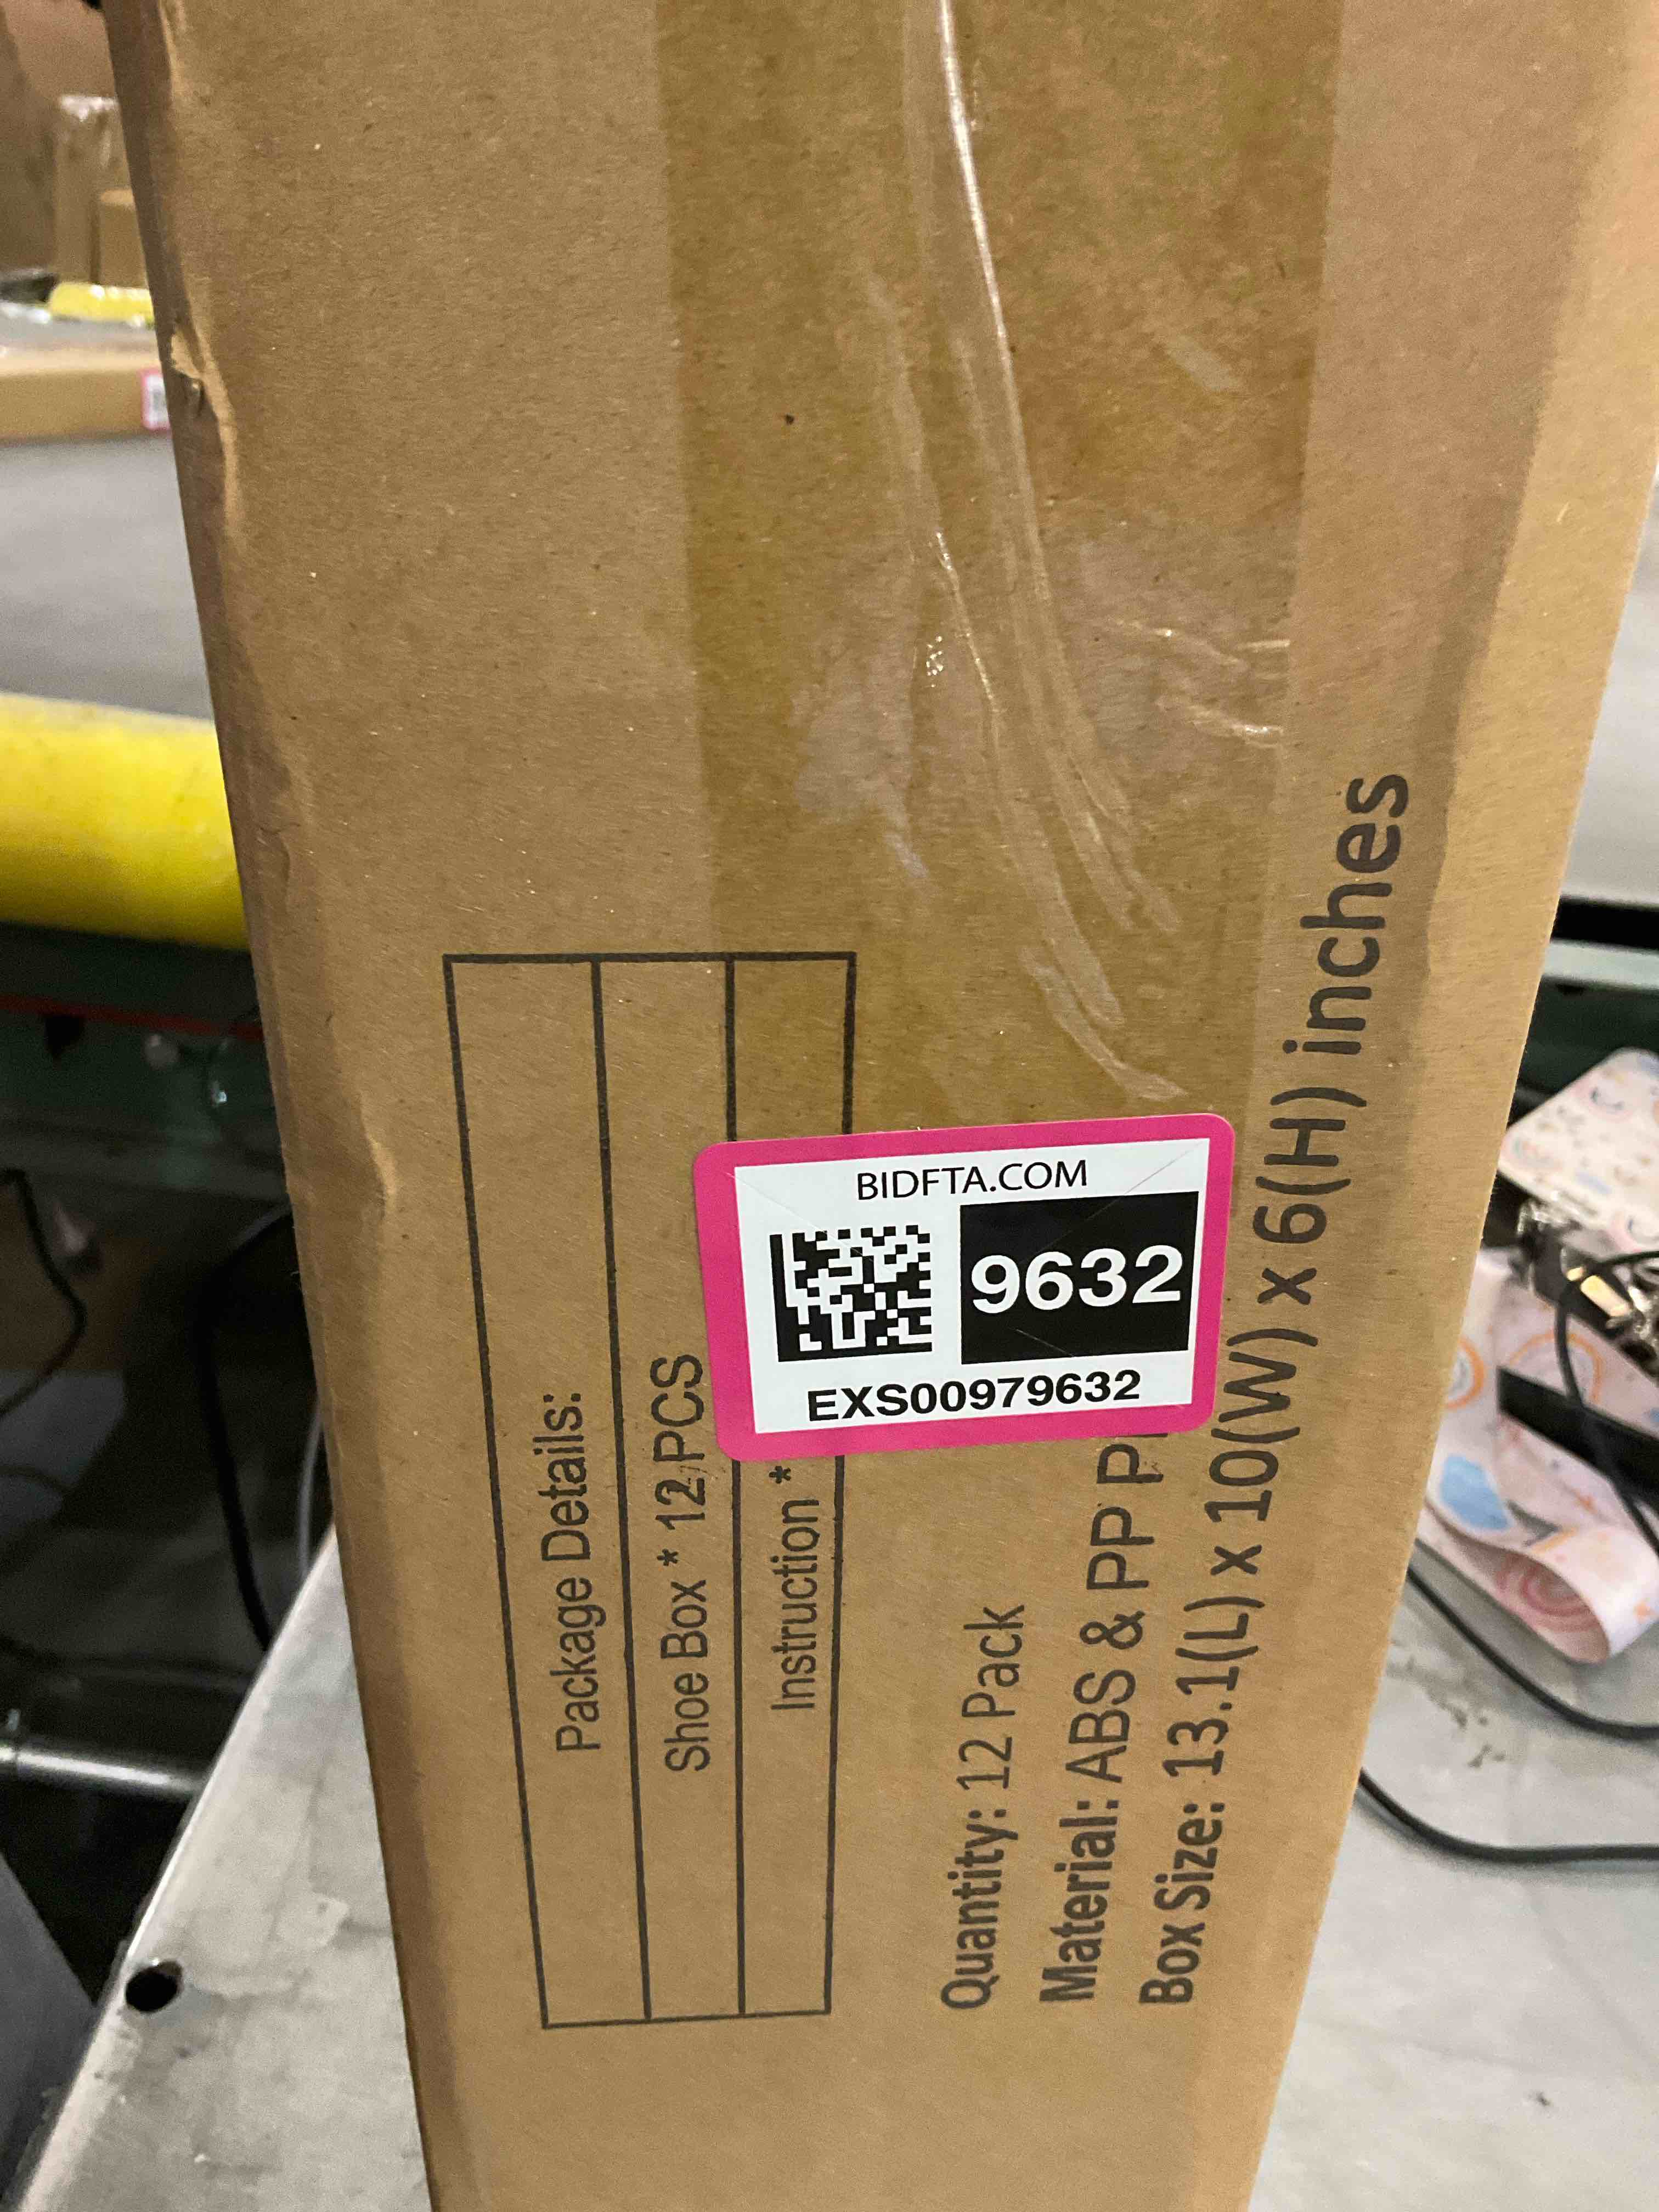 Package Details:
Shoe Box * 12 PCS
Instruction *
Quantity: 12 Pack
Material: ABS & PP
Box Size: 13.1(L) x 10(W) x 6(H) inches
BIDFTA.COM
9632
EXS00979632